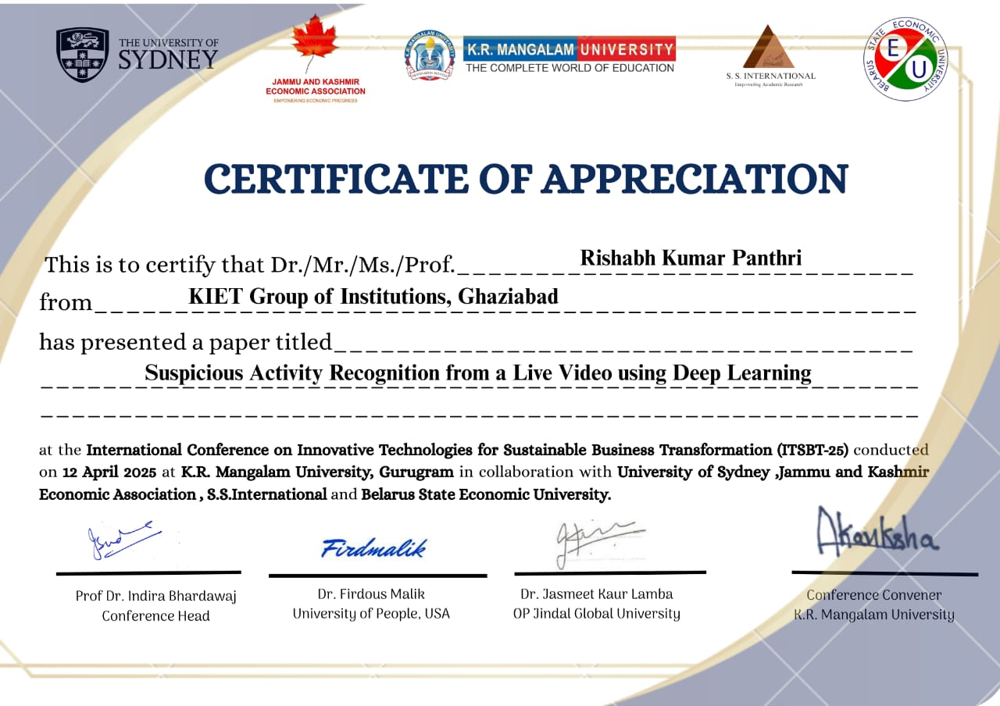 THE UNIVERSITY OF
SYDNEY
JAMMU AND KASHMIR
ECONOMIC ASSOCIATION
EMPOWERING ECONOMIC PROGRESS
K.R. MANGALAM UNIVERSITY
THE COMPLETE WORLD OF EDUCATION
S. S. INTERNATIONAL
Empowering Academic Research
BELARUS STATE ECONOMIC UNIVERSITY
E
U
CERTIFICATE OF APPRECIATION
This is to certify that Dr./Mr./Ms./Prof. Rishabh Kumar Panthri
from KIET Group of Institutions, Ghaziabad
has presented a paper titled
Suspicious Activity Recognition from a Live Video using Deep Learning
at the International Conference on Innovative Technologies for Sustainable Business Transformation (ITSBT-25) conducted
on 12 April 2025 at K.R. Mangalam University, Gurugram in collaboration with University of Sydney ,Jammu and Kashmir
Economic Association , S.S.International and Belarus State Economic University.
Firdmalik
Akanksha
Prof Dr. Indira Bhardawaj
Conference Head
Dr. Firdous Malik
University of People, USA
Dr. Jasmeet Kaur Lamba
OP Jindal Global University
Conference Convener
K.R. Mangalam University